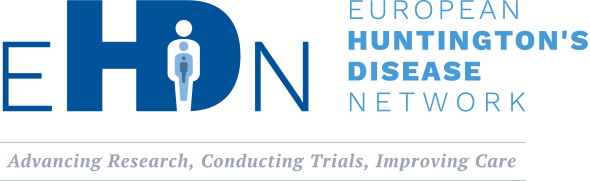 EHDN
EUROPEAN
HUNTINGTON'S
DISEASE
NETWORK
Advancing Research, Conducting Trials, Improving Care